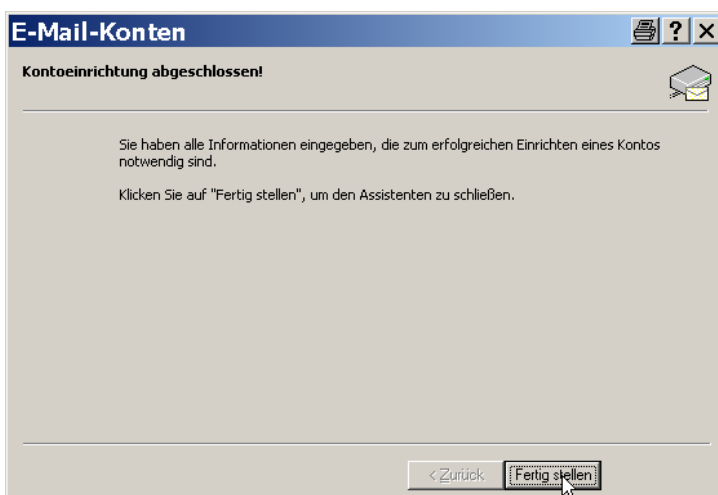 E-Mail-Konten
Kontoeinrichtung abgeschlossen!
Sie haben alle Informationen eingegeben, die zum erfolgreichen Einrichten eines Kontos
notwendig sind.
Klicken Sie auf "Fertig stellen", um den Assistenten zu schließen.
< Zurück
Fertig stellen